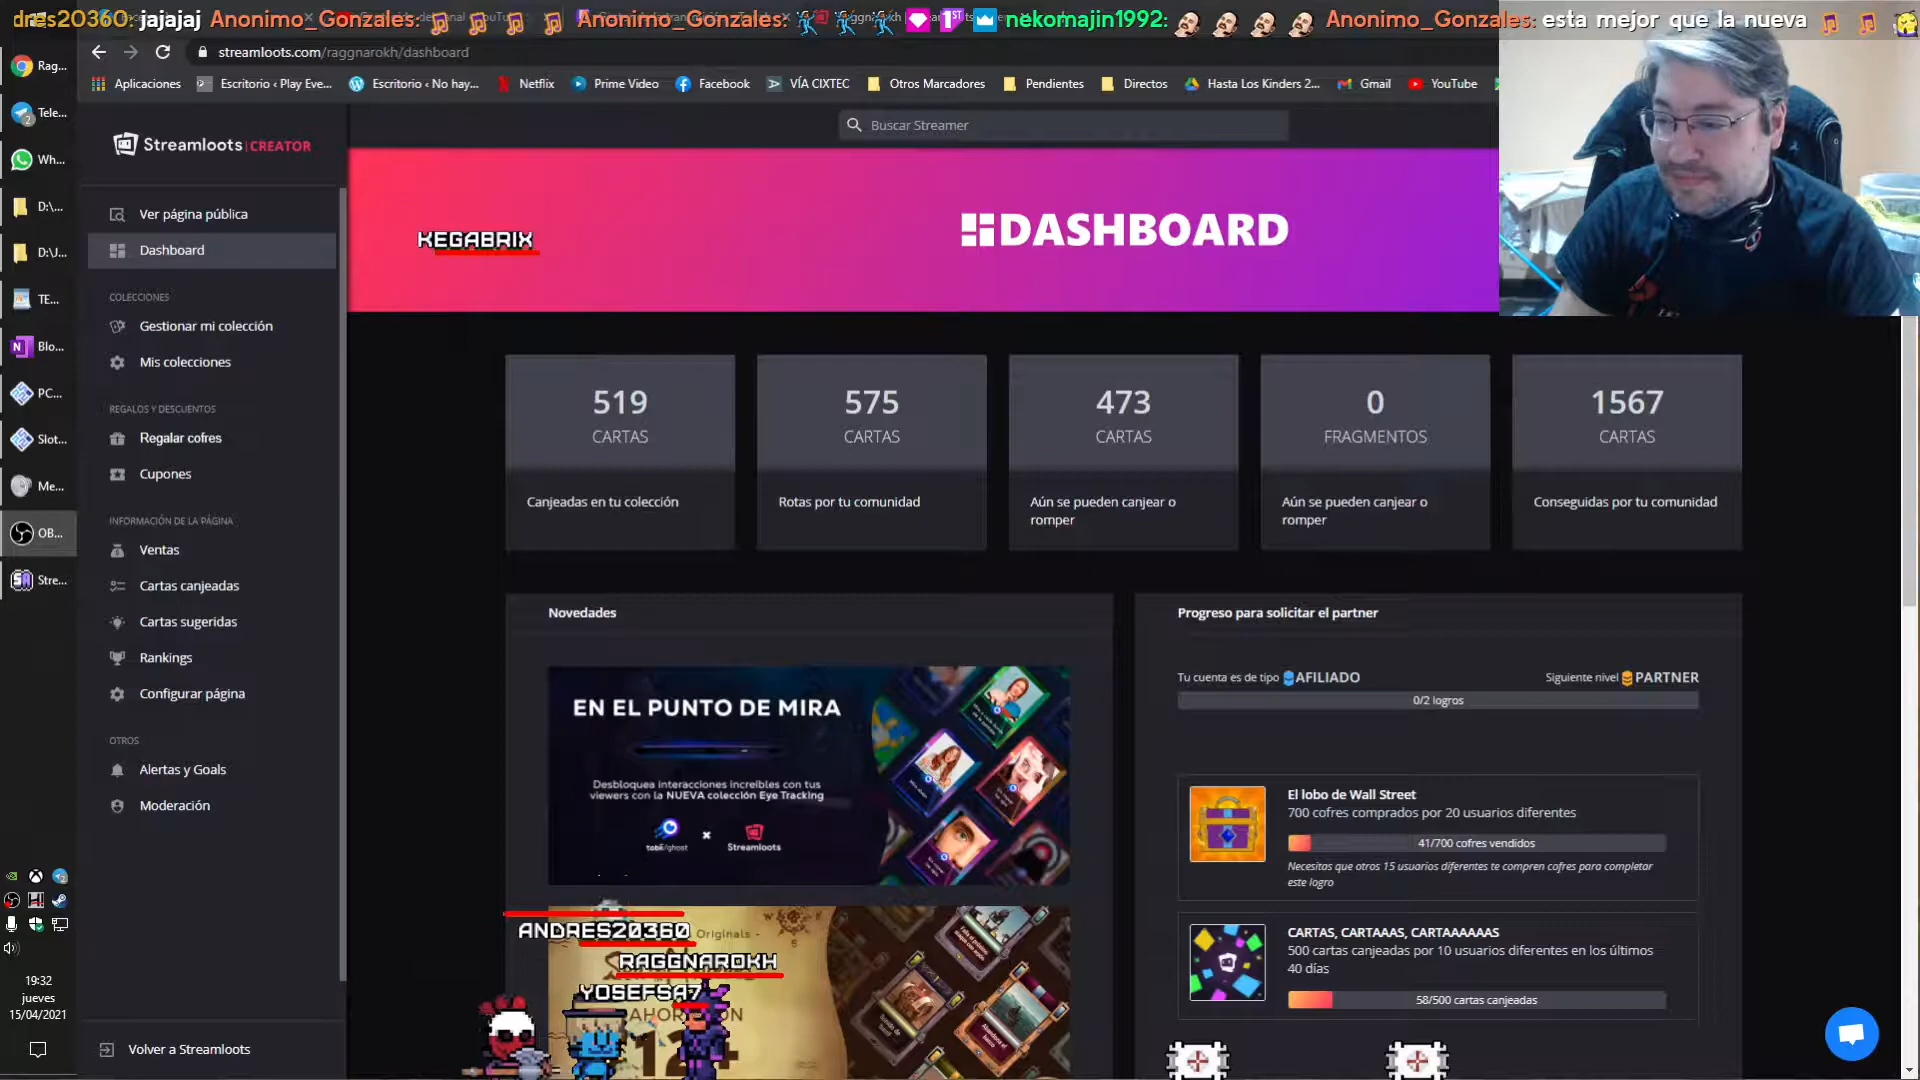 dres20360: jajajaj Anonimo_Gonzales: Anonimo_Gonzales: 1ST nekomajin1992: Anonimo_Gonzales: esta mejor que la nueva
Rag...
streamloots.com/raggnarokh/dashboard
Aplicaciones
Escritorio ‹ Play Eve...
Escritorio ‹ No hay...
Netflix
Prime Video
Facebook
VÍA CIXTEC
Otros Marcadores
Pendientes
Directos
Hasta Los Kinders 2...
Gmail
YouTube
Tele...
Wh...
D:\...
D:\J...
TE...
Blo...
PC...
Slot...
Me...
OB...
Stre...
19:32
jueves
15/04/2021
Streamloots CREATOR
Buscar Streamer
Ver página pública
Dashboard
COLECCIONES
Gestionar mi colección
Mis colecciones
REGALOS Y DESCUENTOS
Regalar cofres
Cupones
INFORMACIÓN DE LA PÁGINA
Ventas
Cartas canjeadas
Cartas sugeridas
Rankings
Configurar página
OTROS
Alertas y Goals
Moderación
Volver a Streamloots
KEGABRIX
DASHBOARD
519
CARTAS
Canjeadas en tu colección
575
CARTAS
Rotas por tu comunidad
473
CARTAS
Aún se pueden canjear o
romper
0
FRAGMENTOS
Aún se pueden canjear o
romper
1567
CARTAS
Conseguidas por tu comunidad
Novedades
EN EL PUNTO DE MIRA
Desbloquea interacciones increíbles con tus
viewers con la NUEVA colección Eye Tracking
tobii/ghost × Streamloots
Originals -
ANDRES20360
RAGGNAROKH
YOSEFSA7
Progreso para solicitar el partner
Tu cuenta es de tipo AFILIADO
Siguiente nivel PARTNER
0/2 logros
El lobo de Wall Street
700 cofres comprados por 20 usuarios diferentes
41/700 cofres vendidos
Necesitas que otros 15 usuarios diferentes te compren cofres para completar
este logro
CARTAS, CARTAAAS, CARTAAAAAAS
500 cartas canjeadas por 10 usuarios diferentes en los últimos
40 días
58/500 cartas canjeadas